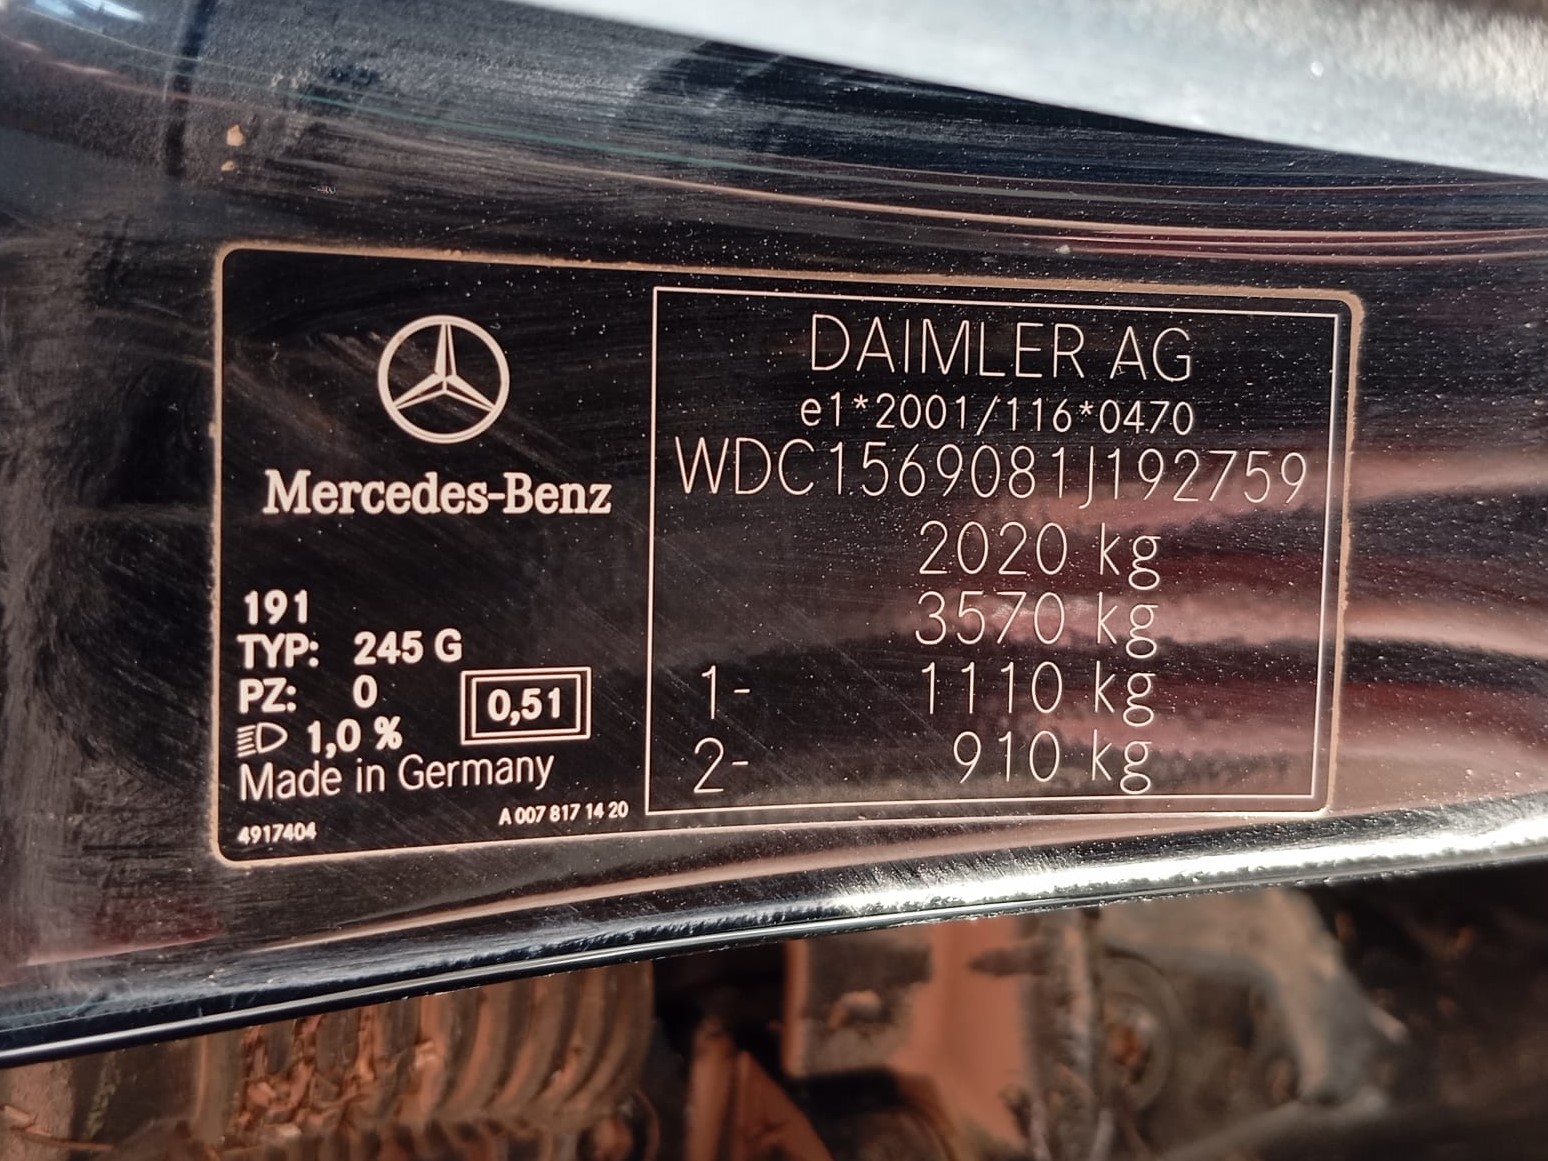 Mercedes-Benz
191
TYP: 245 G
PZ: 0
1,0 %
0,51
Made in Germany
A 007 817 14 20
4917404
DAIMLER AG
e1*2001/116*0470
WDC1569081J192759
2020 kg
3570 kg
1- 1110 kg
2- 910 kg